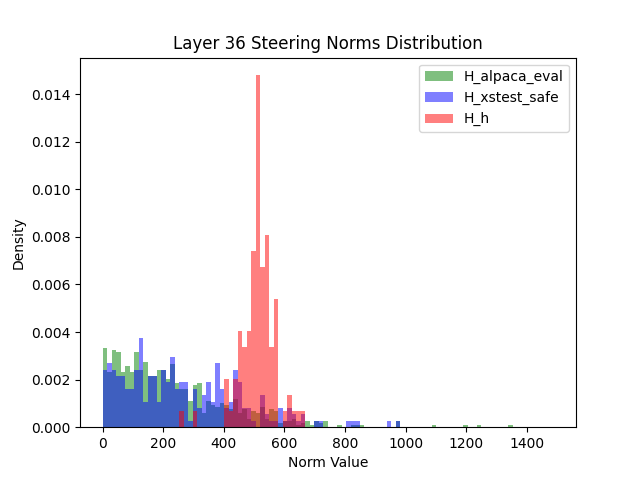 Layer 36 Steering Norms Distribution
H_alpaca_eval
H_xstest_safe
H_h
0.014
0.012
0.010
0.008
0.006
0.004
0.002
0.000
Density
0
200
400
600
800
1000
1200
1400
Norm Value